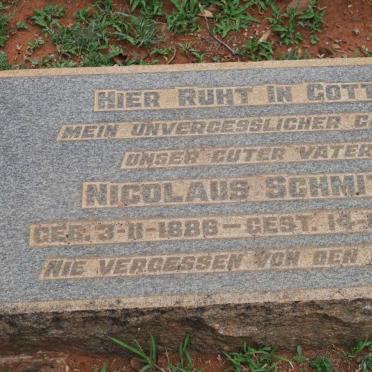 HIER RUHT IN GOTT
MEIN UNVERGESSLICHER
UNSER GUTER VATER
NICOLAUS SCHMIT
GEB. 3-11-1886 — GEST. 14
NIE VERGESSEN VON DEN